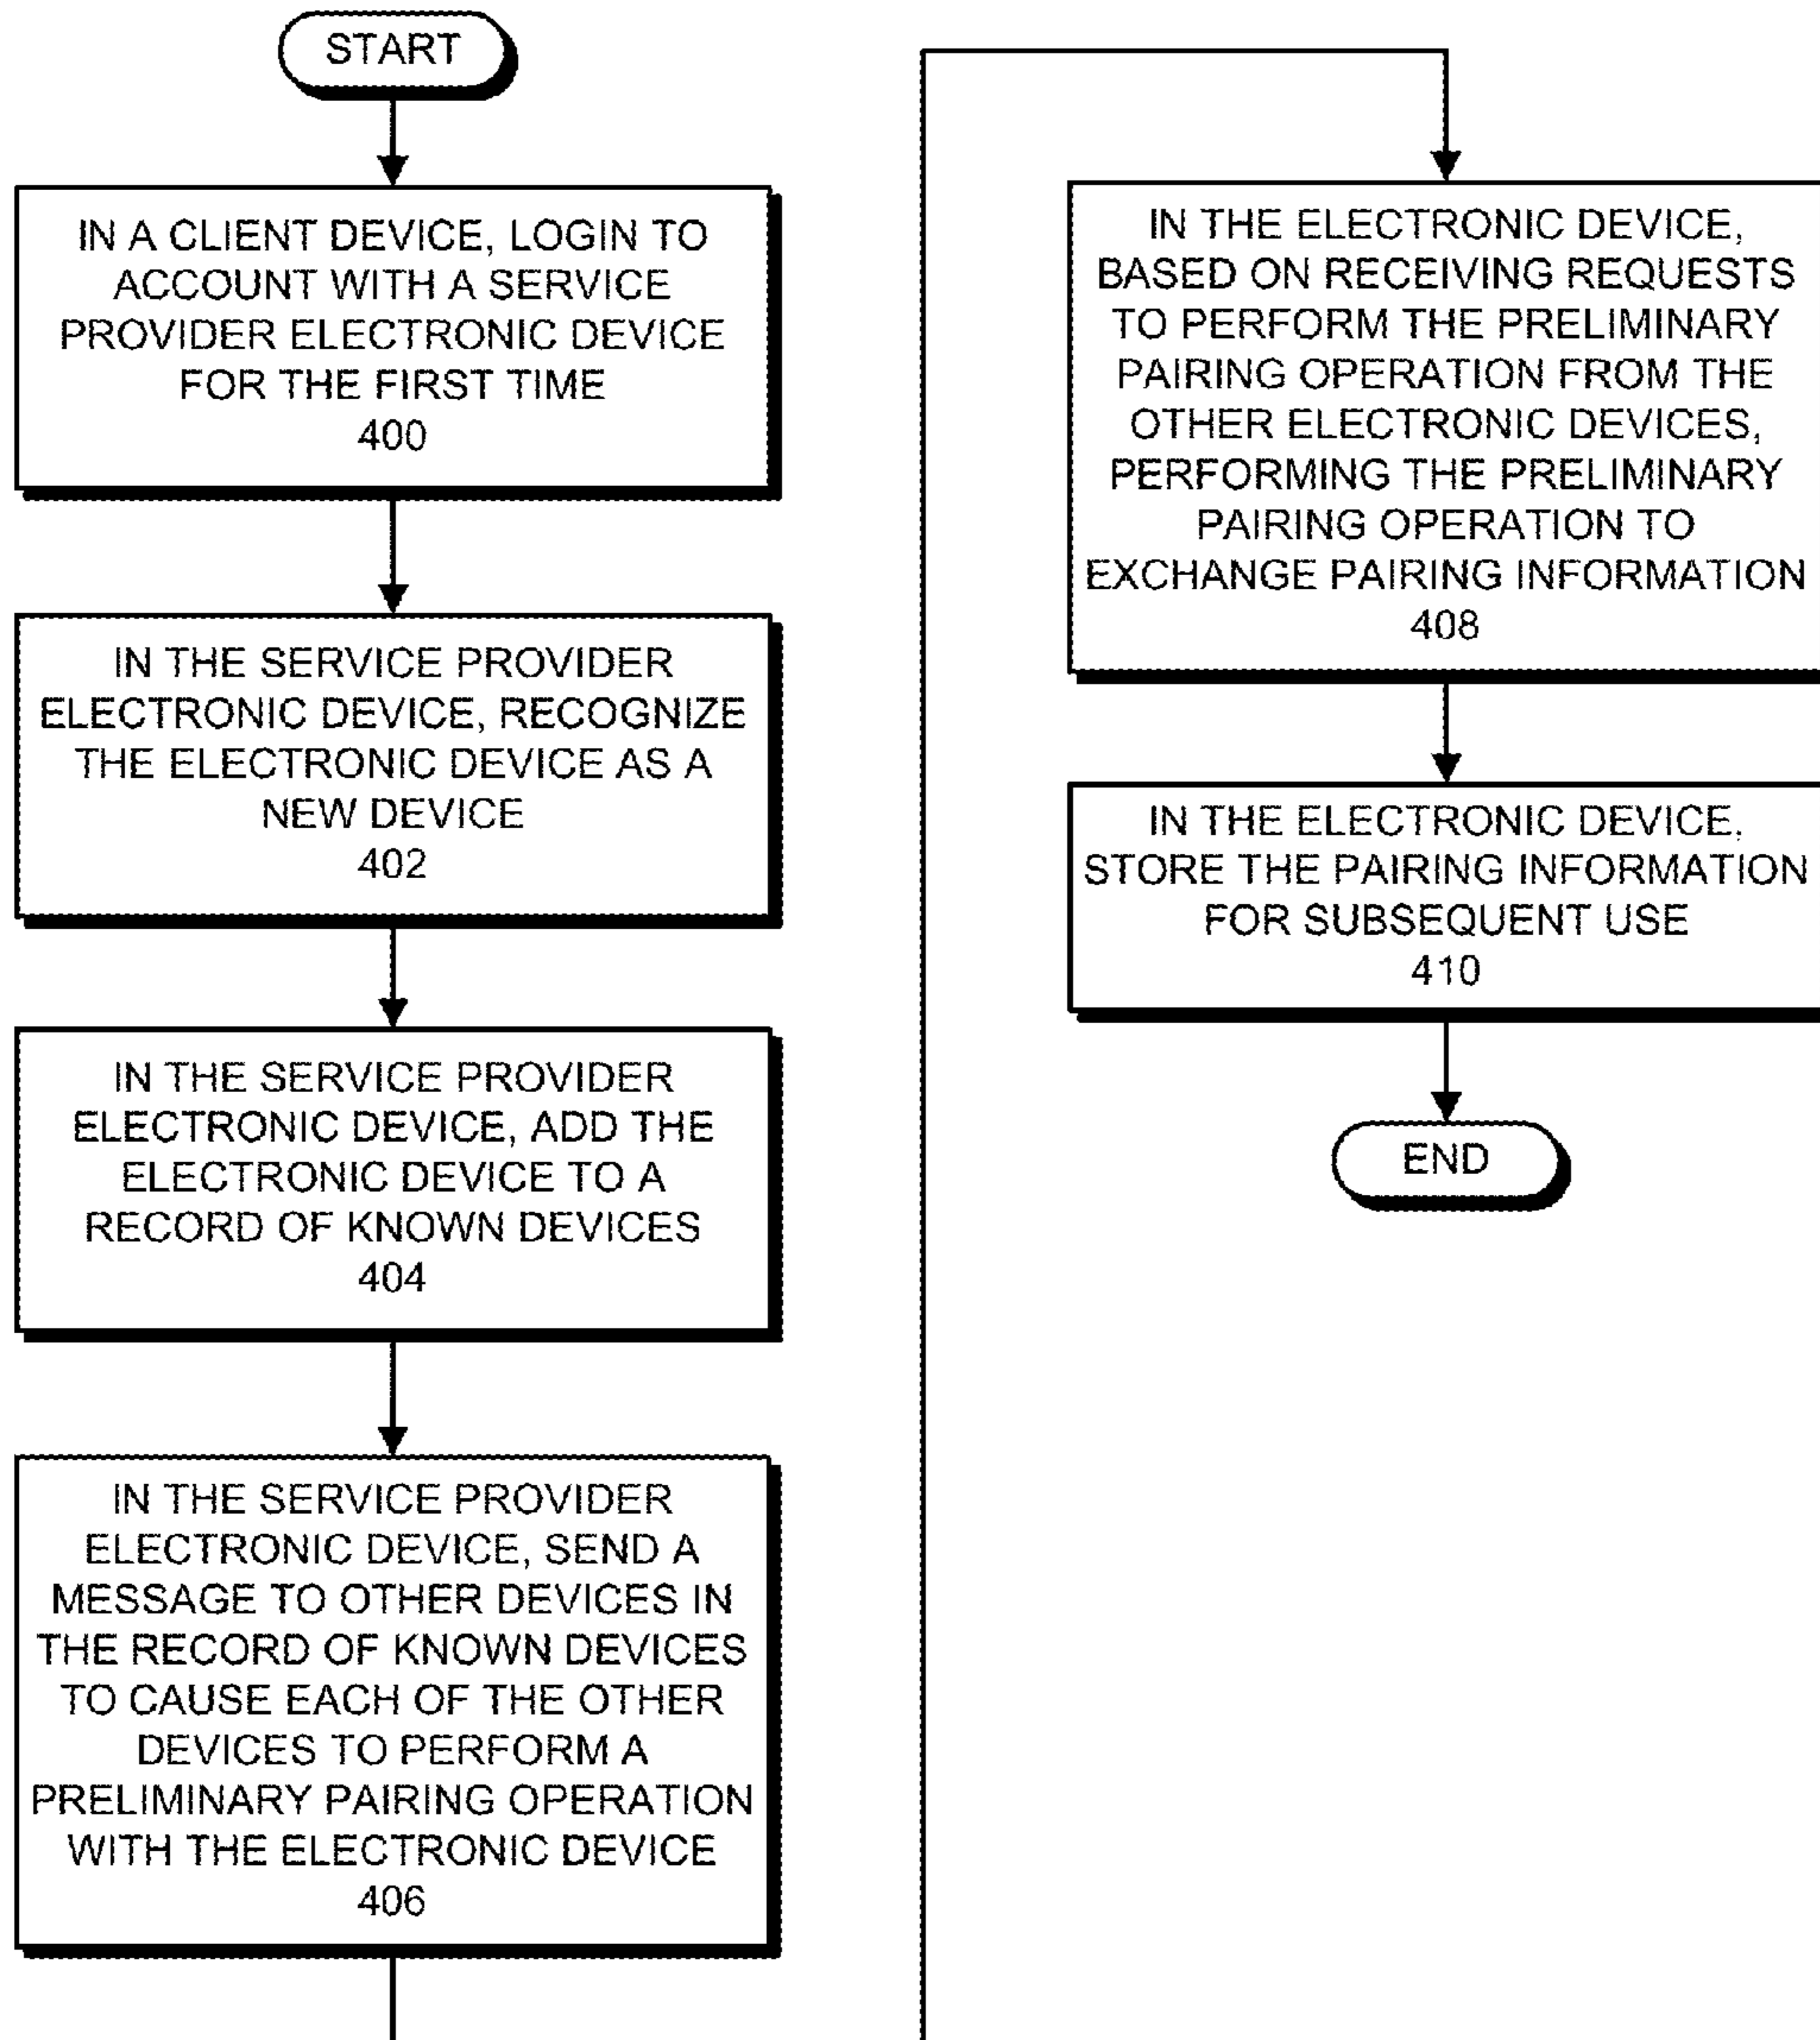 START
IN A CLIENT DEVICE, LOGIN TO
ACCOUNT WITH A SERVICE
PROVIDER ELECTRONIC DEVICE
FOR THE FIRST TIME
400
IN THE SERVICE PROVIDER
ELECTRONIC DEVICE, RECOGNIZE
THE ELECTRONIC DEVICE AS A
NEW DEVICE
402
IN THE SERVICE PROVIDER
ELECTRONIC DEVICE, ADD THE
ELECTRONIC DEVICE TO A
RECORD OF KNOWN DEVICES
404
IN THE SERVICE PROVIDER
ELECTRONIC DEVICE, SEND A
MESSAGE TO OTHER DEVICES IN
THE RECORD OF KNOWN DEVICES
TO CAUSE EACH OF THE OTHER
DEVICES TO PERFORM A
PRELIMINARY PAIRING OPERATION
WITH THE ELECTRONIC DEVICE
406
IN THE ELECTRONIC DEVICE,
BASED ON RECEIVING REQUESTS
TO PERFORM THE PRELIMINARY
PAIRING OPERATION FROM THE
OTHER ELECTRONIC DEVICES,
PERFORMING THE PRELIMINARY
PAIRING OPERATION TO
EXCHANGE PAIRING INFORMATION
408
IN THE ELECTRONIC DEVICE,
STORE THE PAIRING INFORMATION
FOR SUBSEQUENT USE
410
END